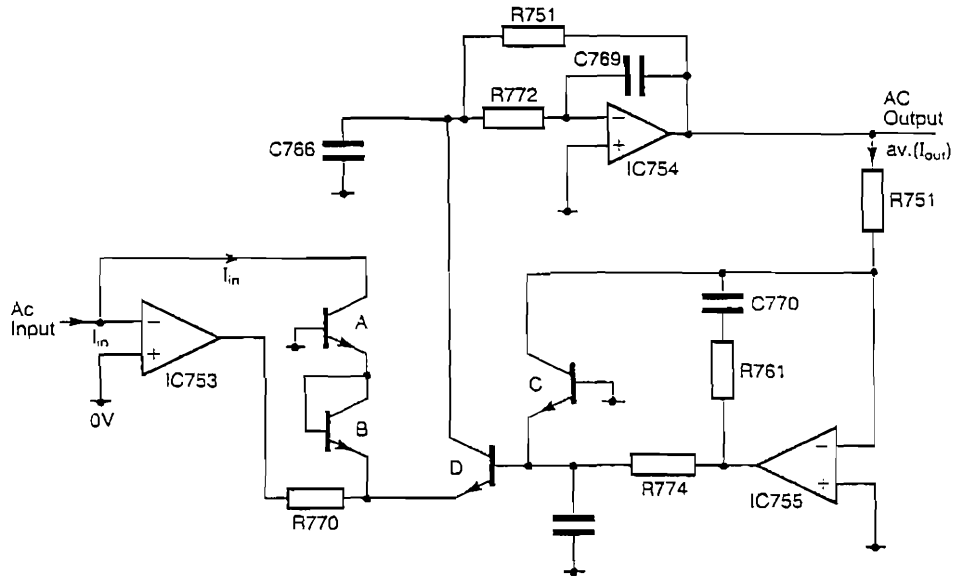 R751
C769
R772
AC
Output
C766
av.(Iout)
IC754
R751
Iin
Ac
Input
Iin
A
C770
IC753
C
R761
0V
B
D
R774
IC755
R770